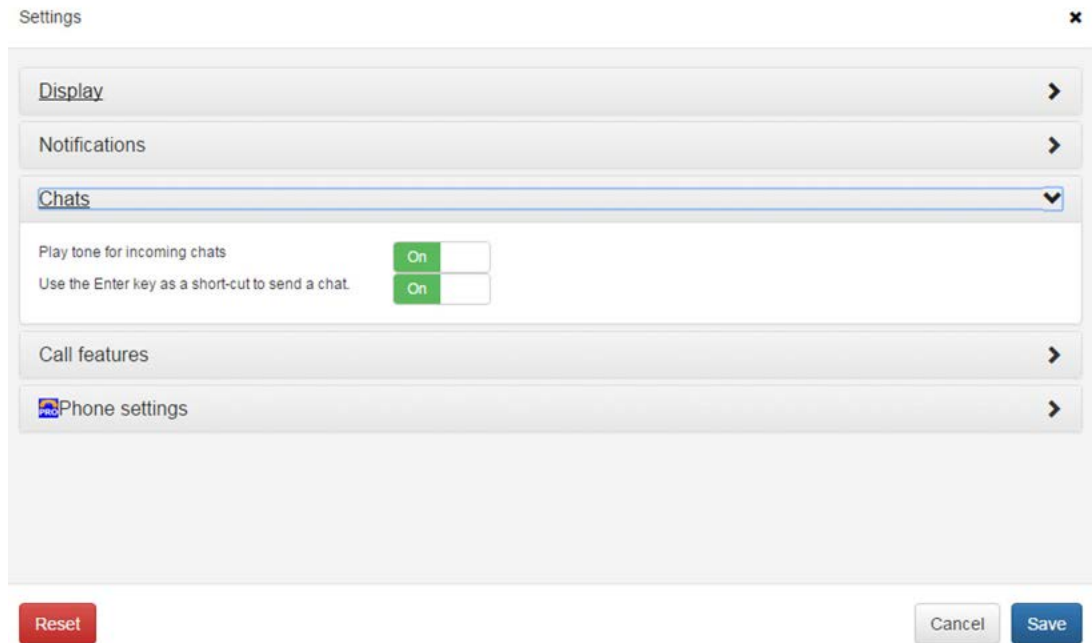 Settings
Display
Notifications
Chats
Play tone for incoming chats On
Use the Enter key as a short-cut to send a chat. On
Call features
PRO Phone settings
Reset Cancel Save